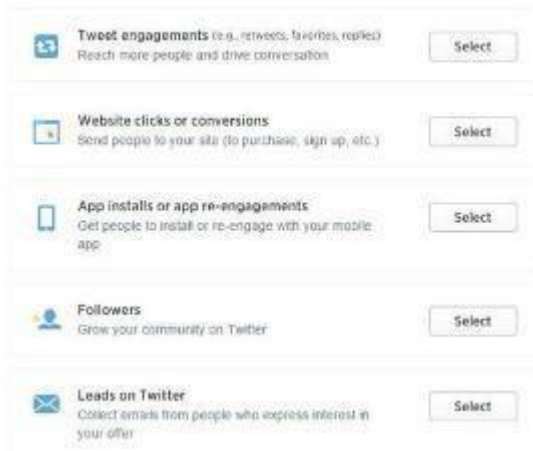 Tweet engagements (e.g., retweets, favorites, replies)
Select
Reach more people and drive conversation
Website clicks or conversions
Select
Send people to your site (to purchase, sign up, etc.)
App installs or app re-engagements
Select
Get people to install or re-engage with your mobile
app
Followers
Select
Grow your community on Twitter
Leads on Twitter
Select
Collect emails from people who express interest in
your offer